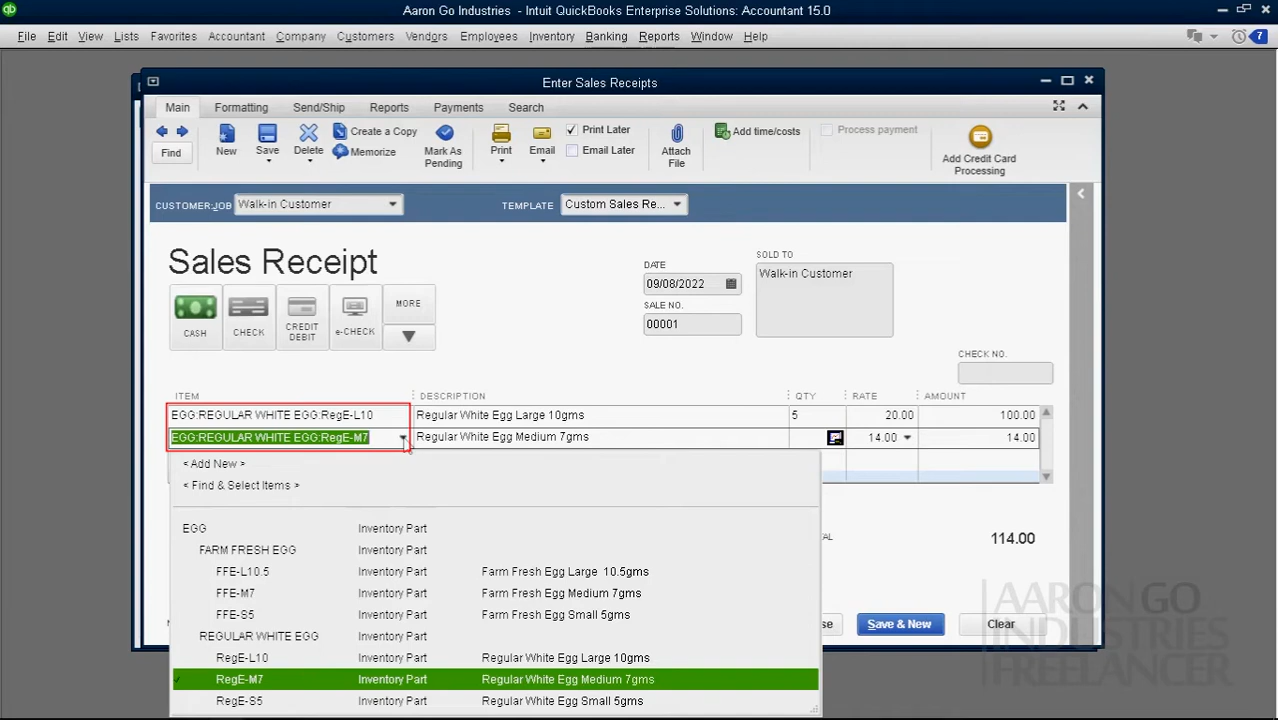 qb
Aaron Go Industries - Intuit QuickBooks Enterprise Solutions: Accountant 15.0
File Edit View Lists Favorites Accountant Company Customers Vendors Employees Inventory Banking Reports Window Help 7
Enter Sales Receipts
Main Formatting Send/Ship Reports Payments Search
Find
New
Save
Delete
Create a Copy
Memorize
Mark As
Pending
Print
Email
Print Later
Email Later
Attach
File
Add time/costs
Process payment
Add Credit Card
Processing
CUSTOMER:JOB Walk-in Customer TEMPLATE Custom Sales Re...
Sales Receipt
CASH
CHECK
CREDIT
DEBIT
e-CHECK
MORE
DATE
09/08/2022
SALE NO.
00001
SOLD TO
Walk-in Customer
CHECK NO.
ITEM DESCRIPTION QTY RATE AMOUNT
EGG:REGULAR WHITE EGG:RegE-L10 Regular White Egg Large 10gms 5 20.00 100.00
EGG:REGULAR WHITE EGG:RegE-M7 Regular White Egg Medium 7gms 14.00 14.00
< Add New >
< Find & Select Items >
EGG Inventory Part
FARM FRESH EGG Inventory Part
FFE-L10.5 Inventory Part Farm Fresh Egg Large 10.5gms
FFE-M7 Inventory Part Farm Fresh Egg Medium 7gms
FFE-S5 Inventory Part Farm Fresh Egg Small 5gms
REGULAR WHITE EGG Inventory Part
RegE-L10 Inventory Part Regular White Egg Large 10gms
RegE-M7 Inventory Part Regular White Egg Medium 7gms
RegE-S5 Inventory Part Regular White Egg Small 5gms
TAL 114.00
se Save & New Clear
AARON GO
INDUSTRIES
FREELANCER